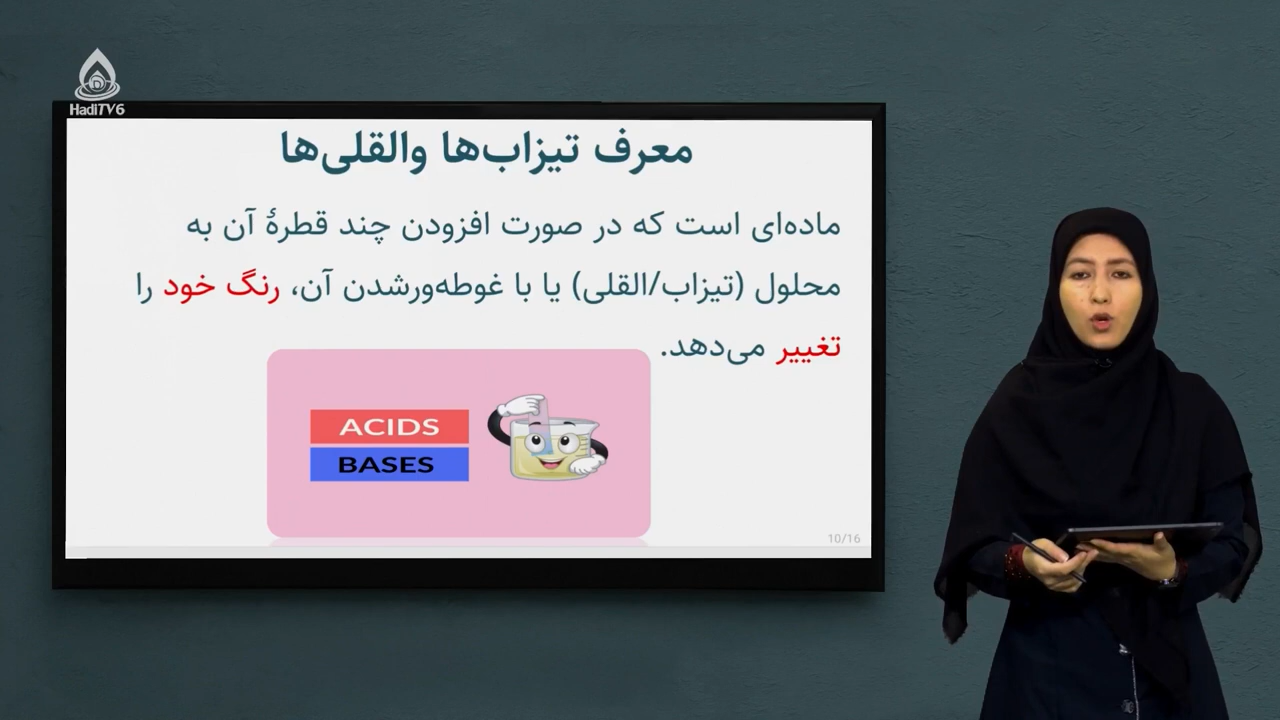 HadiTV6
معرف تیزاب‌ها والقلی‌ها
ماده‌ای است که در صورت افزودن چند قطرهٔ آن به
محلول (تیزاب/القلی) یا با غوطه‌ورشدن آن، رنگ خود را
تغییر می‌دهد.
ACIDS
BASES
10/16